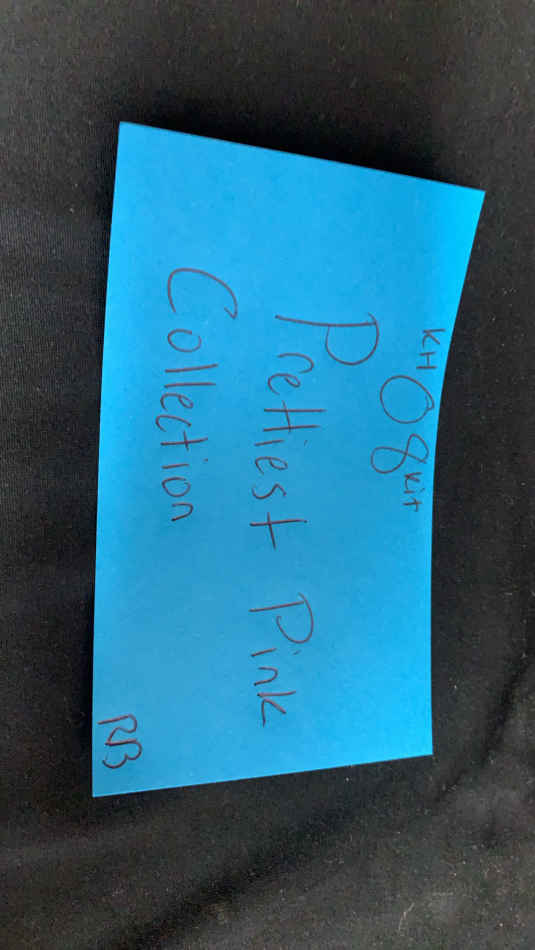 KH 08 Kit
Prettiest Pink
Collection
RB